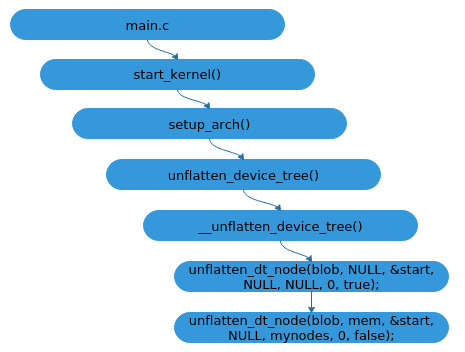 main.c
start_kernel()
setup_arch()
unflatten_device_tree()
__unflatten_device_tree()
unflatten_dt_node(blob, NULL, &start,
NULL, NULL, 0, true);
unflatten_dt_node(blob, mem, &start,
NULL, mynodes, 0, false);